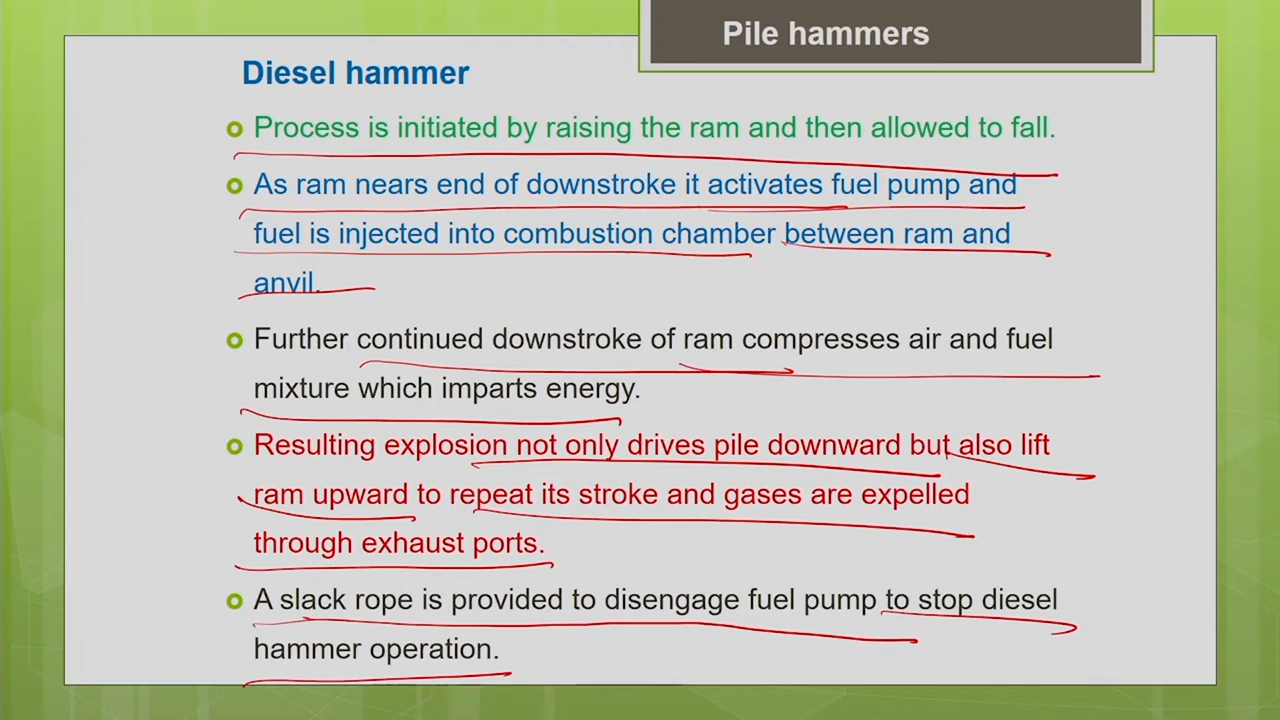 Pile hammers
Diesel hammer
Process is initiated by raising the ram and then allowed to fall.
As ram nears end of downstroke it activates fuel pump and
fuel is injected into combustion chamber between ram and
anvil.
Further continued downstroke of ram compresses air and fuel
mixture which imparts energy.
Resulting explosion not only drives pile downward but also lift
ram upward to repeat its stroke and gases are expelled
through exhaust ports.
A slack rope is provided to disengage fuel pump to stop diesel
hammer operation.